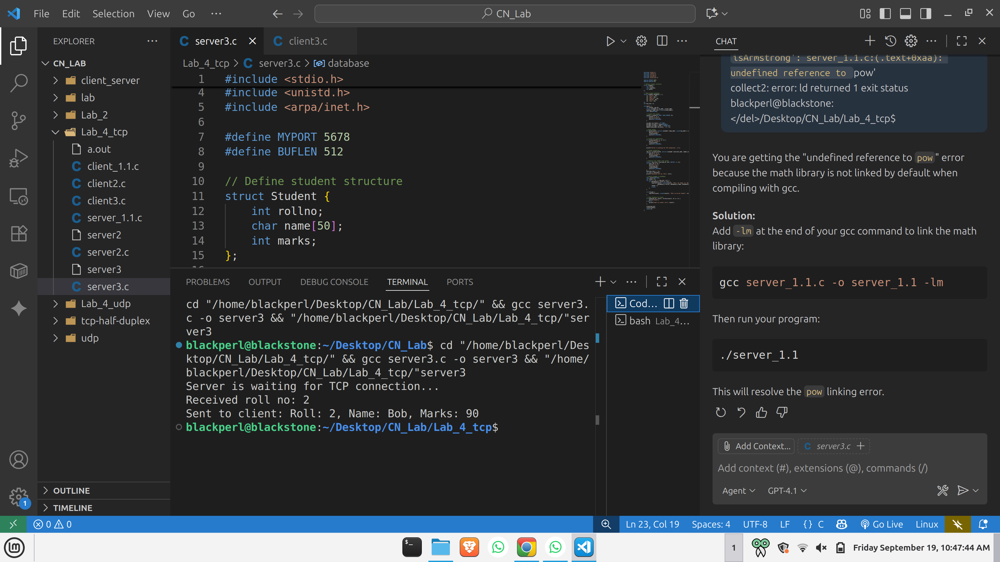 File Edit Selection View Go ···
CN_Lab
EXPLORER
CN_LAB
client_server
lab
Lab_2
Lab_4_tcp
a.out
C client_1.1.c
C client2.c
C client3.c
C server_1.1.c
server2
C server2.c
server3
C server3.c
Lab_4_udp
tcp-half-duplex
udp
OUTLINE
TIMELINE
1
C server3.c
C client3.c
Lab_4_tcp > C server3.c > database
1 #include <stdio.h>
4 #include <unistd.h>
5 #include <arpa/inet.h>
6
7 #define MYPORT 5678
8 #define BUFLEN 512
9
10 // Define student structure
11 struct Student {
12 int rollno;
13 char name[50];
14 int marks;
15 };
PROBLEMS OUTPUT DEBUG CONSOLE TERMINAL PORTS
cd "/home/blackperl/Desktop/CN_Lab/Lab_4_tcp/" && gcc server3.
c -o server3 && "/home/blackperl/Desktop/CN_Lab/Lab_4_tcp/"ser
ver3
blackperl@blackstone:~/Desktop/CN_Lab$ cd "/home/blackperl/Des
ktop/CN_Lab/Lab_4_tcp/" && gcc server3.c -o server3 && "/home/
blackperl/Desktop/CN_Lab/Lab_4_tcp/"server3
Server is waiting for TCP connection...
Received roll no: 2
Sent to client: Roll: 2, Name: Bob, Marks: 90
blackperl@blackstone:~/Desktop/CN_Lab/Lab_4_tcp$
Cod...
bash Lab_4...
CHAT
isArmstrong': server_1.1.c:(.text+0xaa):
undefined reference to pow'
collect2: error: ld returned 1 exit status
blackperl@blackstone:
</del>/Desktop/CN_Lab/Lab_4_tcp$
You are getting the "undefined reference to pow" error
because the math library is not linked by default when
compiling with gcc.
Solution:
Add -lm at the end of your gcc command to link the math
library:
gcc server_1.1.c -o server_1.1 -lm
Then run your program:
./server_1.1
This will resolve the pow linking error.
Add Context... C server3.c
Add context (#), extensions (@), commands (/)
Agent GPT-4.1
0 0
Ln 23, Col 19 Spaces: 4 UTF-8 LF {} C Go Live Linux
1
Friday September 19, 10:47:44 AM